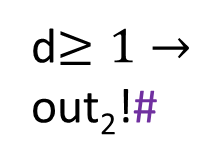 d≥ 1 →
out₂!#